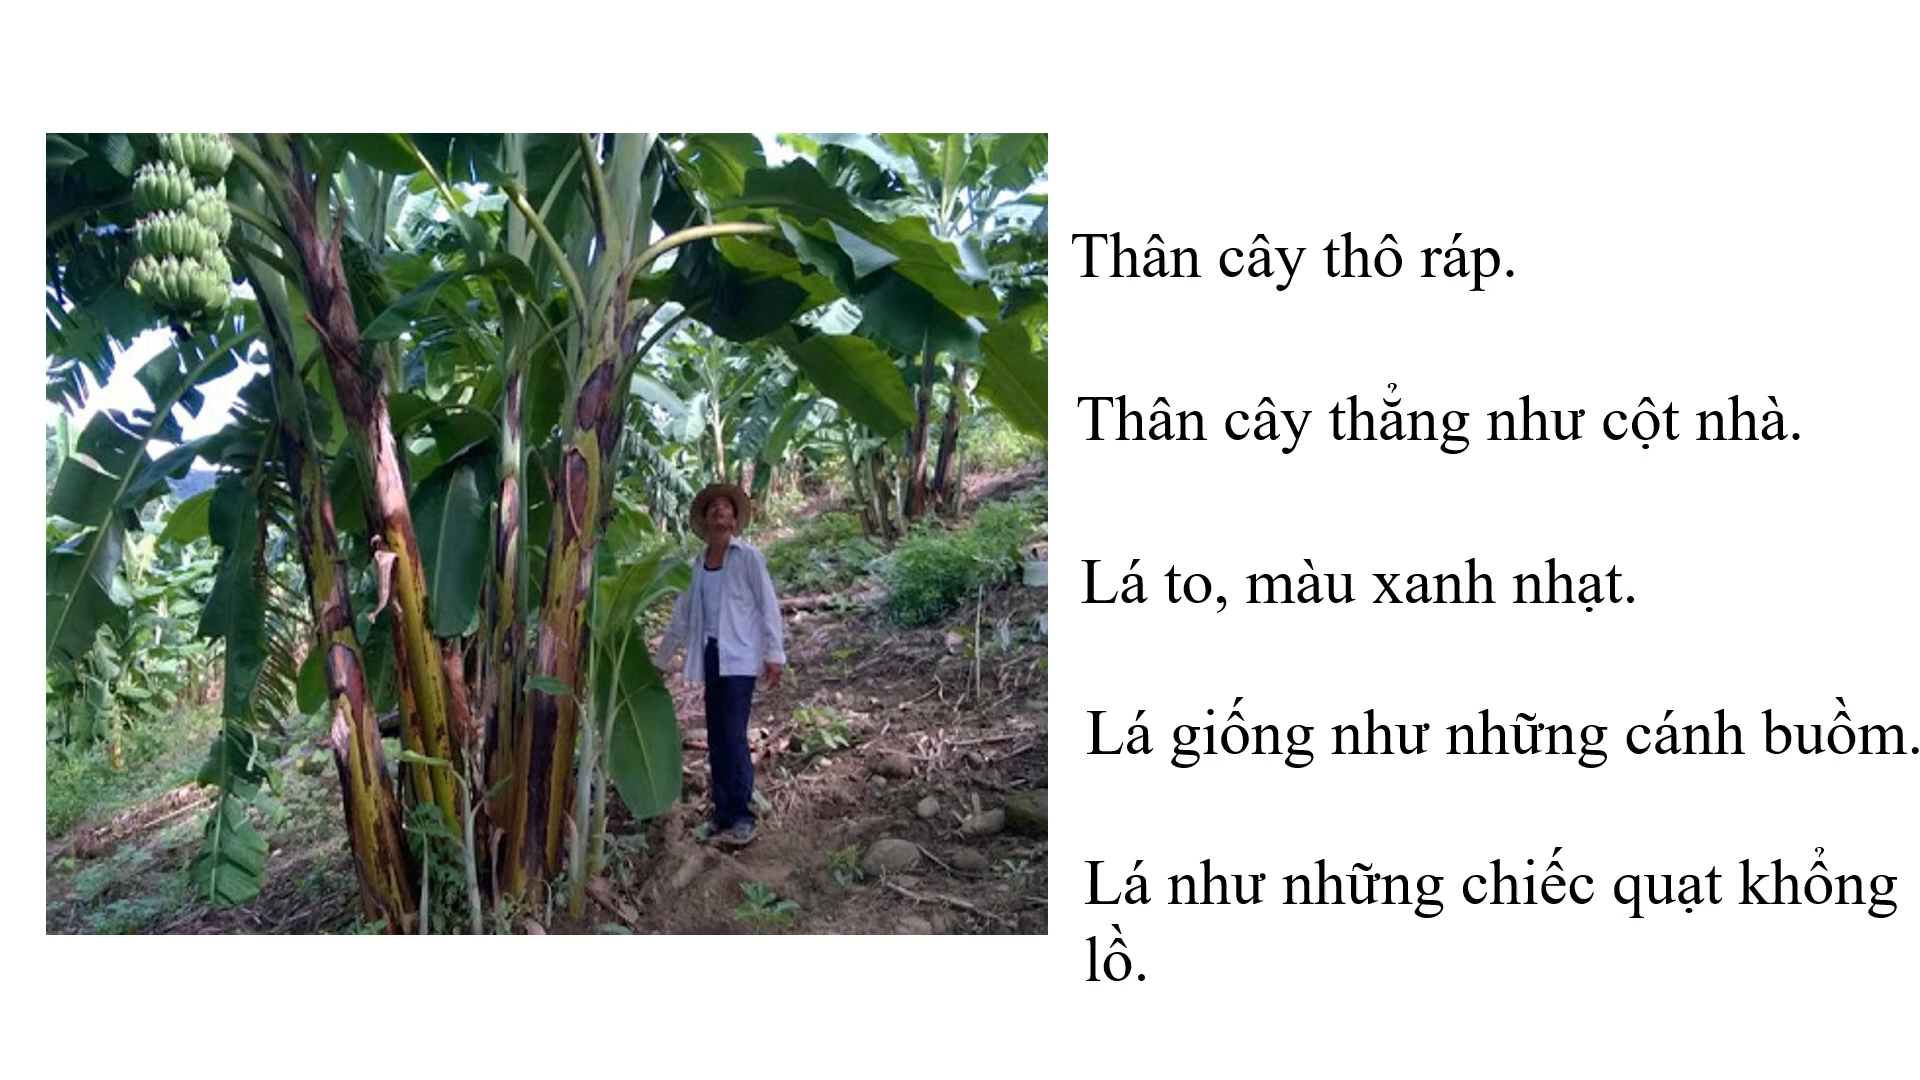 Thân cây thô ráp.
Thân cây thẳng như cột nhà.
Lá to, màu xanh nhạt.
Lá giống như những cánh buồm.
Lá như những chiếc quạt khổng
lồ.